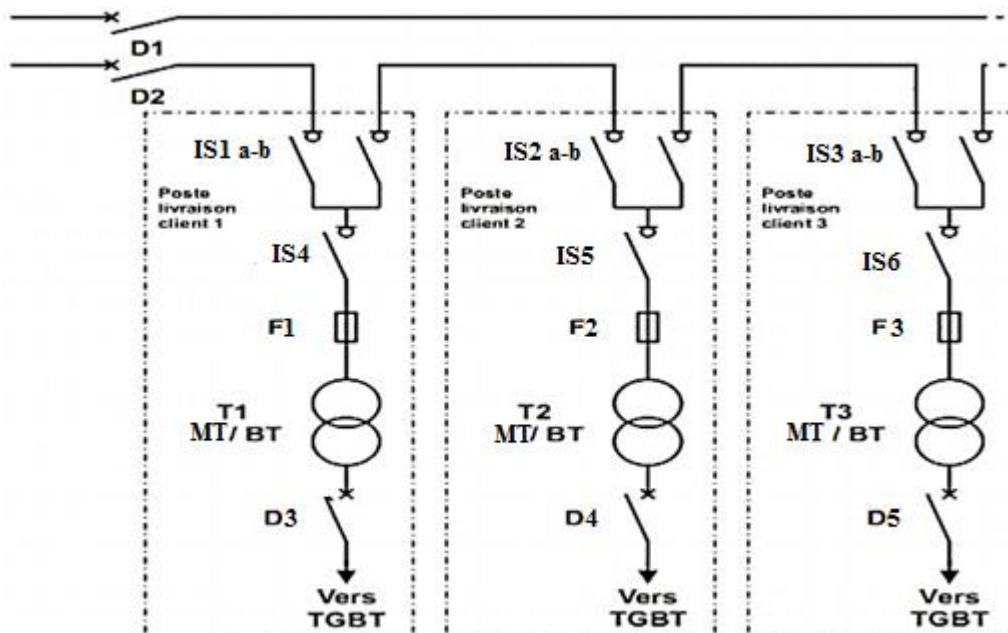 D1
D2
IS1 a-b
IS2 a-b
IS3 a-b
Poste
livraison
client 1
Poste
livraison
client 2
Poste
livraison
client 3
IS4
IS5
IS6
F1
F2
F3
T1
MT/ BT
T2
MT/ BT
T3
MT / BT
D3
D4
D5
Vers
TGBT
Vers
TGBT
Vers
TGBT